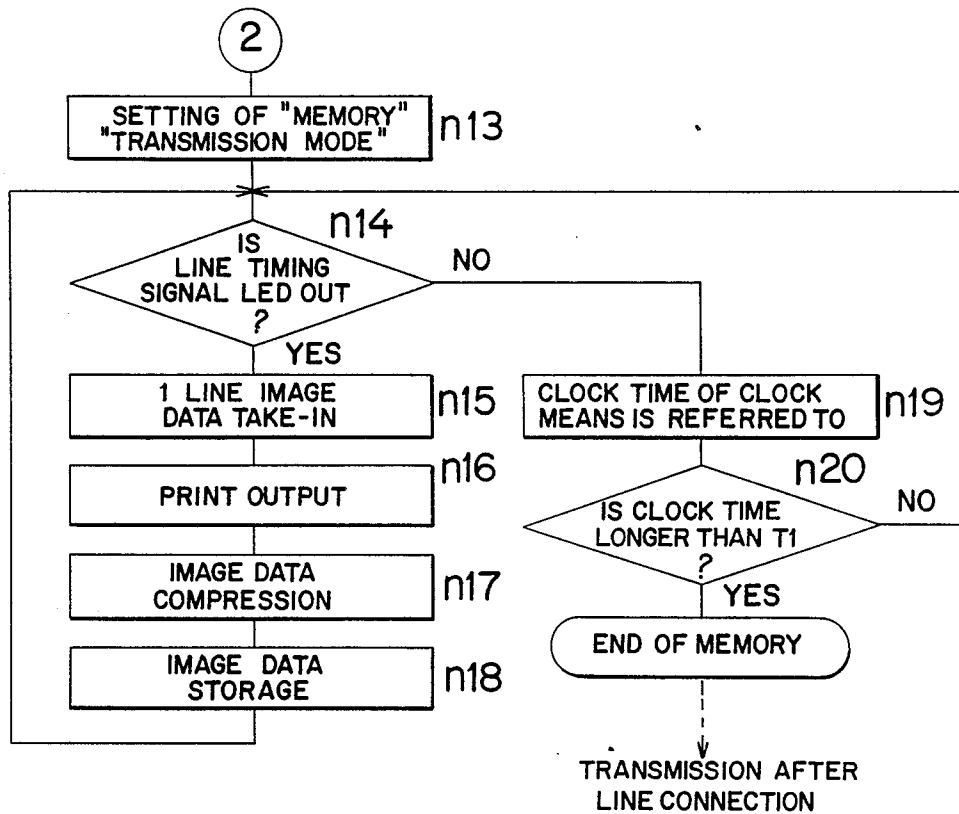 2
SETTING OF "MEMORY"
"TRANSMISSION MODE"
n13
n14
IS
LINE TIMING
SIGNAL LED OUT
?
NO
YES
1 LINE IMAGE
DATA TAKE-IN
n15
CLOCK TIME OF CLOCK
MEANS IS REFERRED TO
n19
n16
PRINT OUTPUT
n20
IS CLOCK TIME
LONGER THAN T1
?
NO
YES
IMAGE DATA
COMPRESSION
n17
END OF MEMORY
IMAGE DATA
STORAGE
n18
TRANSMISSION AFTER
LINE CONNECTION